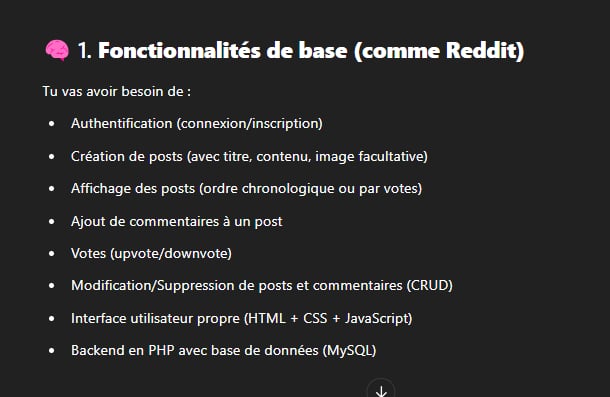 🧠 1. Fonctionnalités de base (comme Reddit)
Tu vas avoir besoin de :
• Authentification (connexion/inscription)
• Création de posts (avec titre, contenu, image facultative)
• Affichage des posts (ordre chronologique ou par votes)
• Ajout de commentaires à un post
• Votes (upvote/downvote)
• Modification/Suppression de posts et commentaires (CRUD)
• Interface utilisateur propre (HTML + CSS + JavaScript)
• Backend en PHP avec base de données (MySQL)